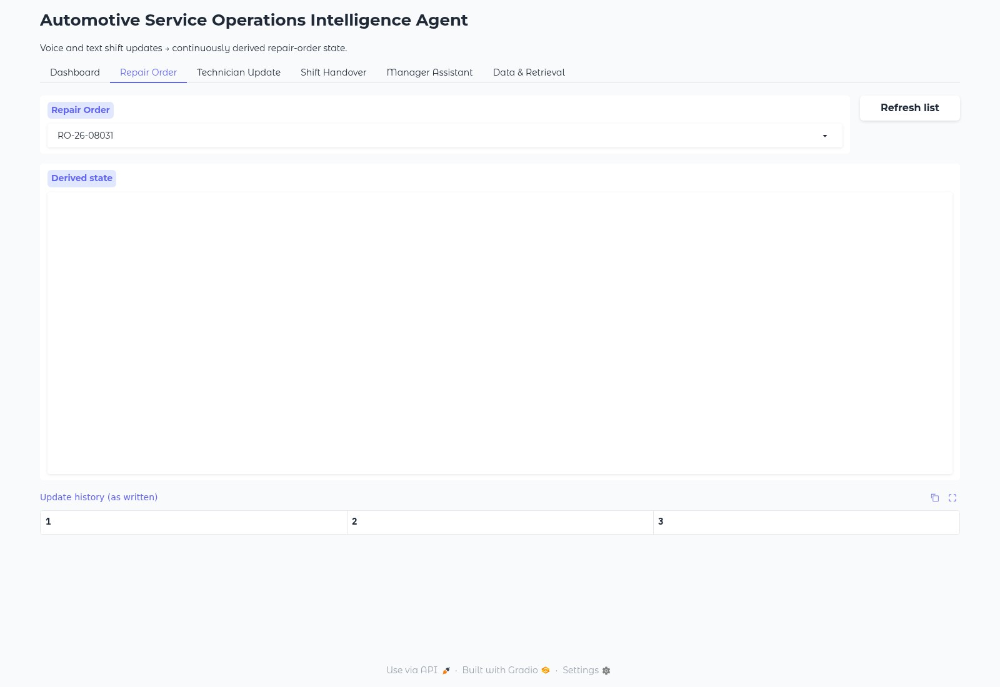 Automotive Service Operations Intelligence Agent
Voice and text shift updates → continuously derived repair-order state.
Dashboard Repair Order Technician Update Shift Handover Manager Assistant Data & Retrieval
Repair Order
Refresh list
RO-26-08031
Derived state
Update history (as written)
1 2 3
Use via API · Built with Gradio · Settings